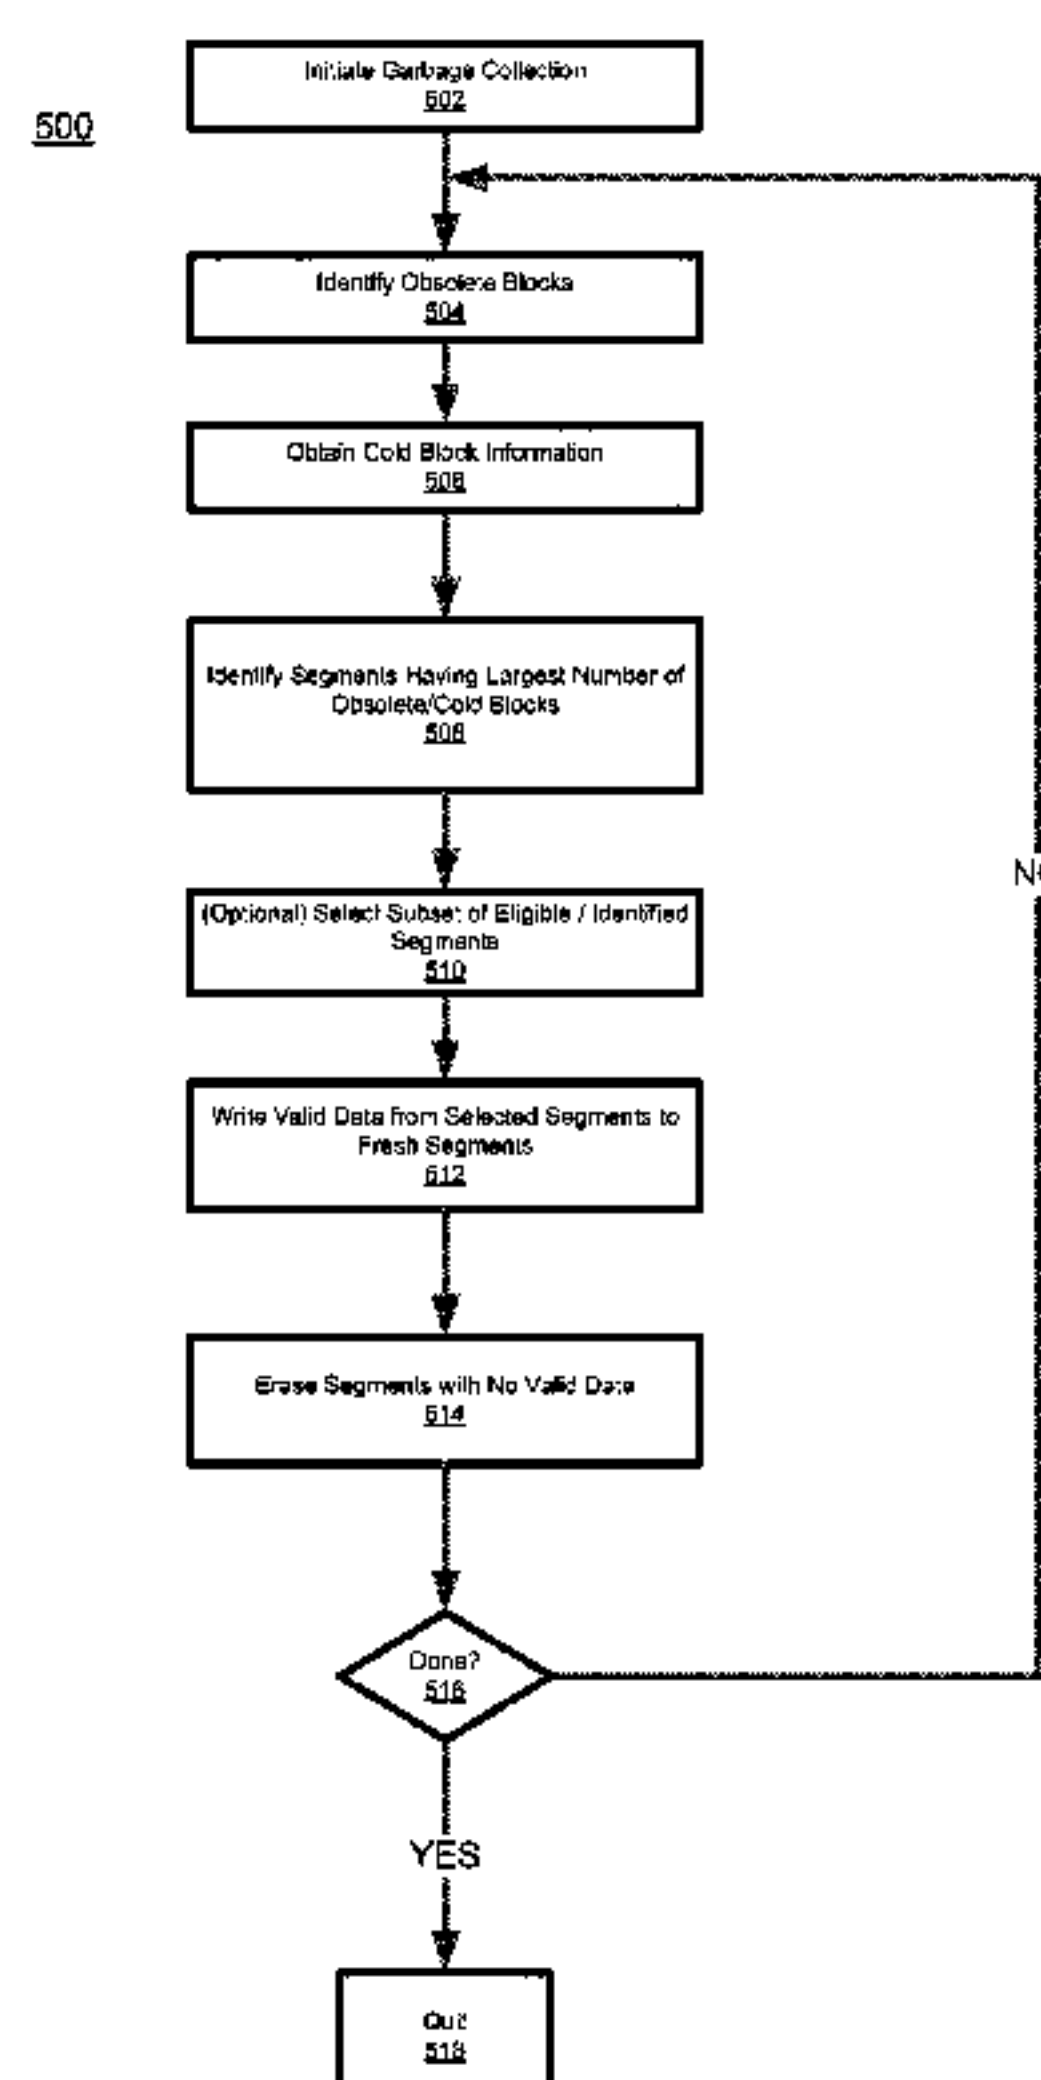 500
Initiate Garbage Collection
502
Identify Obsolete Blocks
504
Obtain Cold Block Information
506
Identify Segments Having Largest Number of
Obsolete/Cold Blocks
508
(Optional) Select Subset of Eligible / Identified
Segments
510
Write Valid Data from Selected Segments to
Fresh Segments
512
Erase Segments with No Valid Data
514
Done?
516
YES
Quit
518